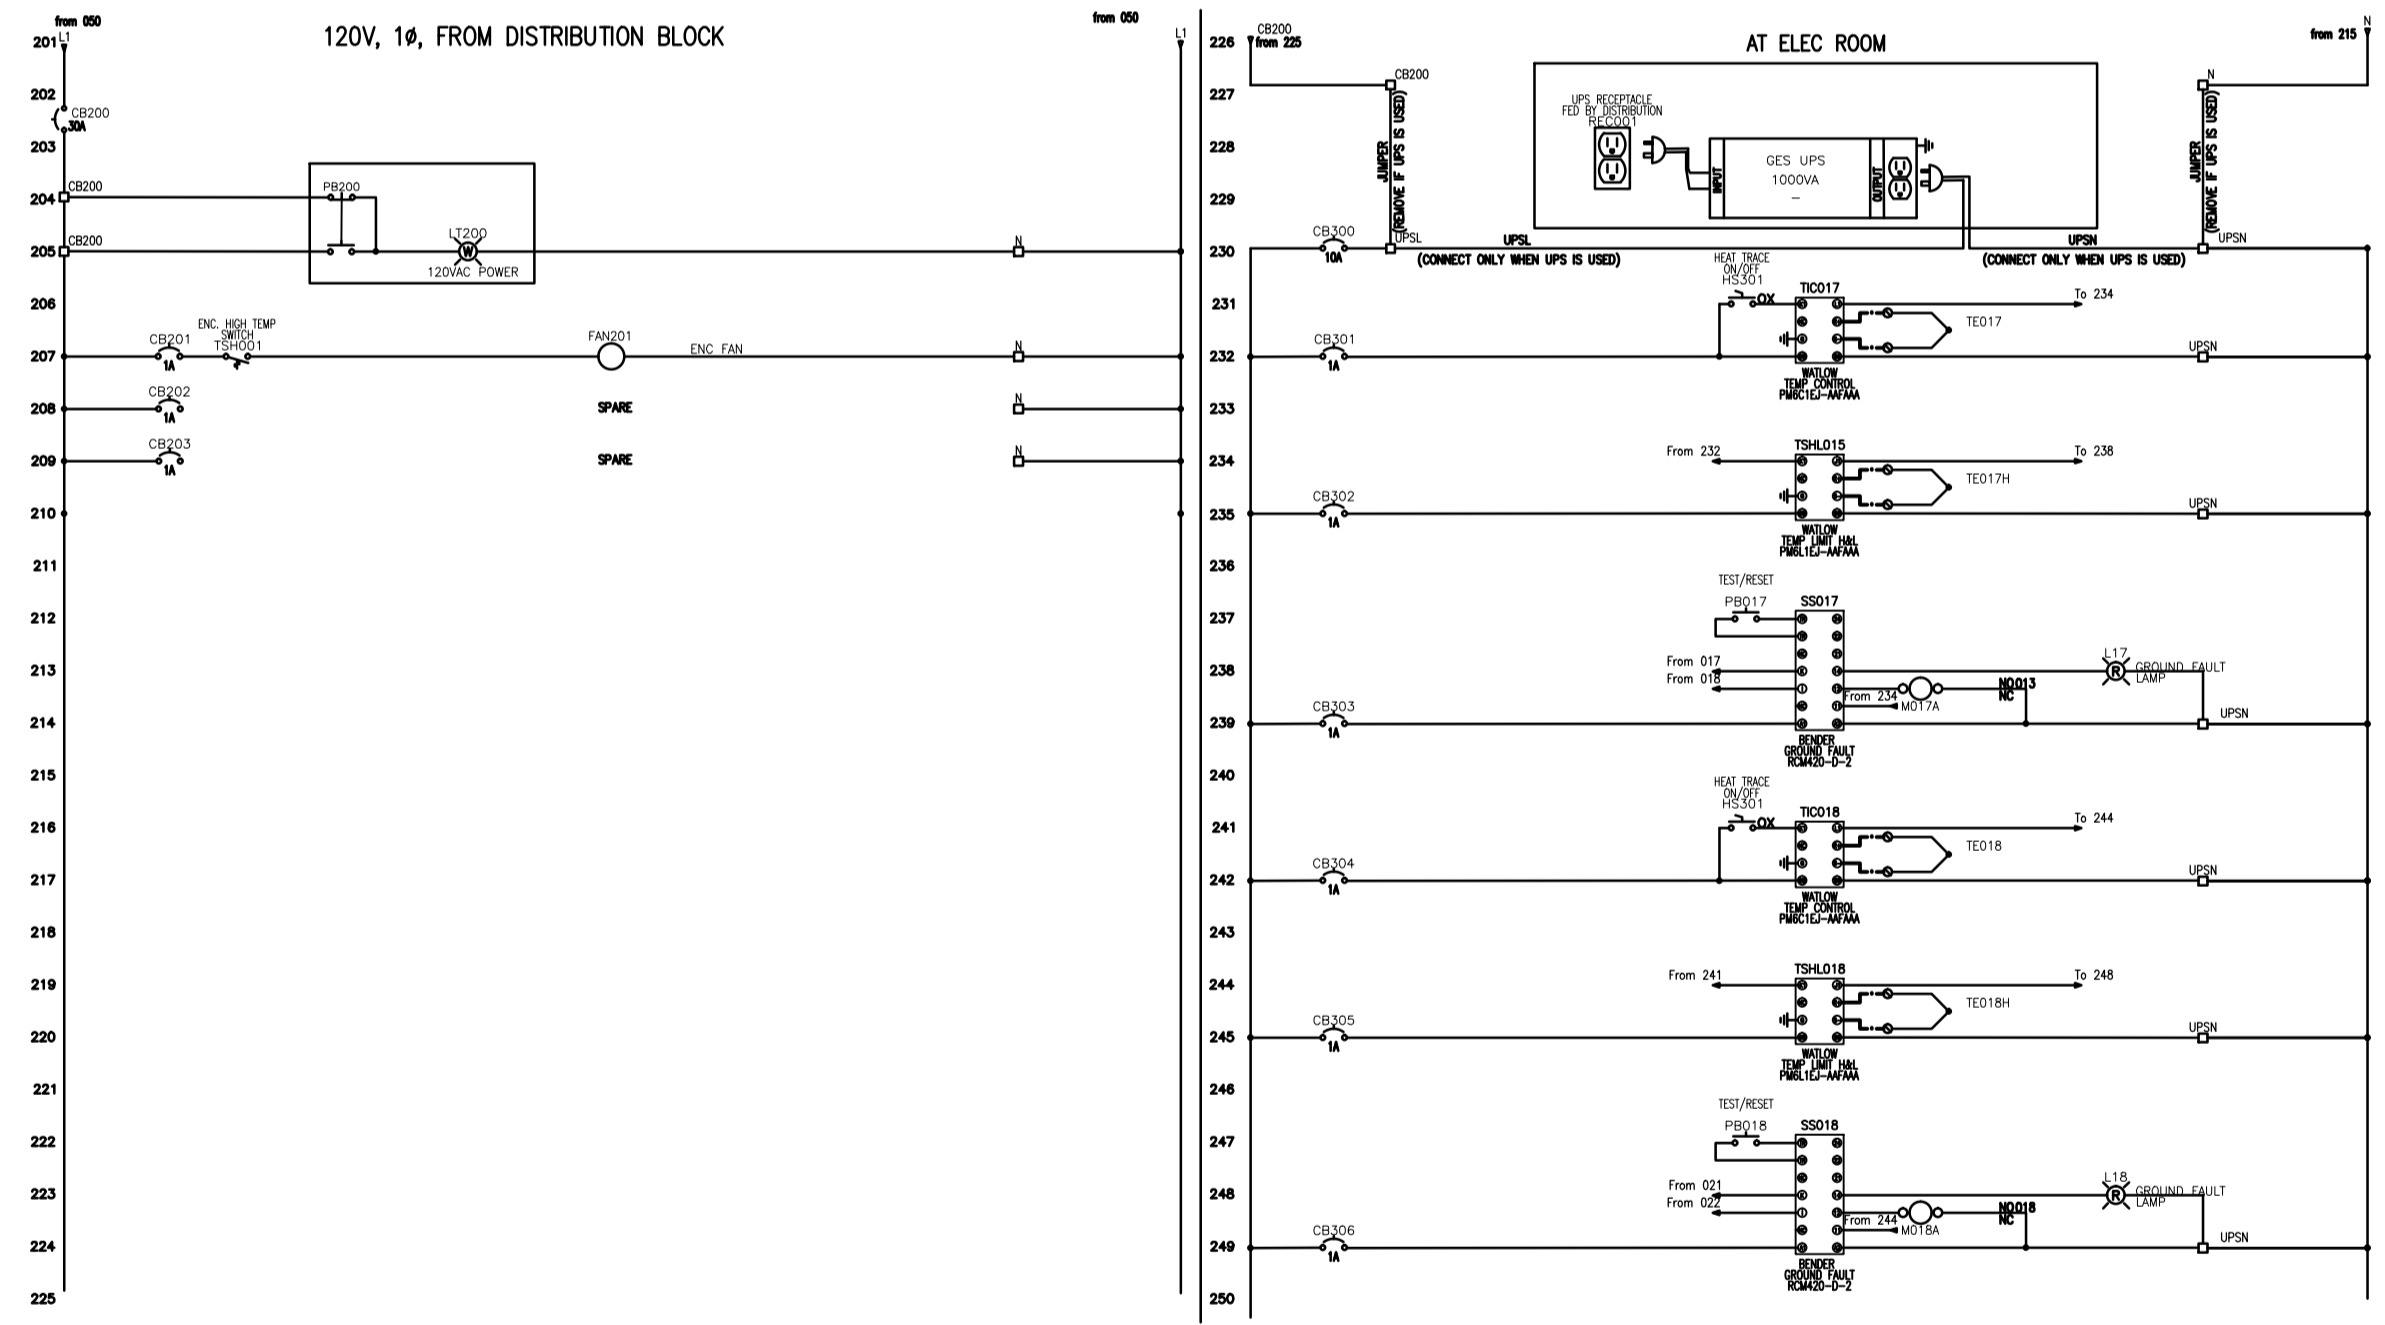 from 050
L1
120V, 1ø, FROM DISTRIBUTION BLOCK
from 050
L1
201
202
CB200
30A
203
204
CB200
PB200
205
CB200
LT200
W
120VAC POWER
N
206
207
CB201
1A
ENC. HIGH TEMP
SWITCH
TSH001
FAN201
ENC FAN
N
208
CB202
1A
SPARE
N
209
CB203
1A
SPARE
N
210
211
212
213
214
215
216
217
218
219
220
221
222
223
224
225
226
CB200
from 225
AT ELEC ROOM
from 215
N
227
CB200
N
JUMPER
(REMOVE IF UPS IS USED)
UPS RECEPTACLE
FED BY DISTRIBUTION
REC001
228
INPUT
GES UPS
1000VA
-
OUTPUT
JUMPER
(REMOVE IF UPS IS USED)
229
230
CB300
10A
UPSL
UPSL
(CONNECT ONLY WHEN UPS IS USED)
UPSN
(CONNECT ONLY WHEN UPS IS USED)
UPSN
231
HEAT TRACE
ON/OFF
HS301
OX
TIC017
To 234
TE017
232
CB301
1A
UPSN
WATLOW
TEMP CONTROL
PM6C1EJ-AAFAAA
233
234
From 232
TSHL015
To 238
TE017H
235
CB302
1A
UPSN
WATLOW
TEMP LIMIT H&L
PM6L1EJ-AAFAAA
236
TEST/RESET
237
PB017
SS017
238
From 017
From 018
L17
R
GROUND FAULT
LAMP
From 234
M017A
NO013
NC
239
CB303
1A
UPSN
BENDER
GROUND FAULT
RCM420-D-2
240
HEAT TRACE
ON/OFF
HS301
OX
241
TIC018
To 244
TE018
242
CB304
1A
UPSN
WATLOW
TEMP CONTROL
PM6C1EJ-AAFAAA
243
244
From 241
TSHL018
To 248
TE018H
245
CB305
1A
UPSN
WATLOW
TEMP LIMIT H&L
PM6L1EJ-AAFAAA
246
TEST/RESET
247
PB018
SS018
248
From 021
From 022
L18
R
GROUND FAULT
LAMP
From 244
M018A
NO018
NC
249
CB306
1A
UPSN
BENDER
GROUND FAULT
RCM420-D-2
250